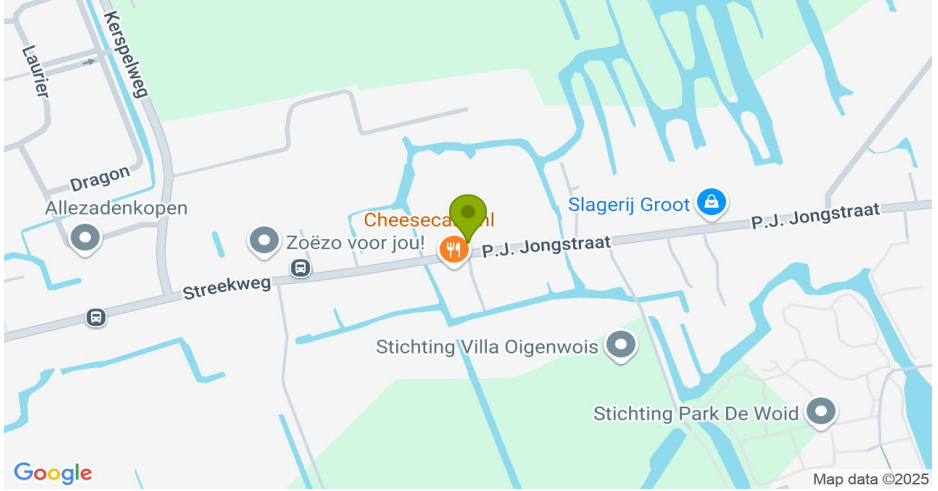 Kerspelweg
Laurier
Dragon
Allezadenkopen
Zoëzo voor jou!
Streekweg
P.J. Jongstraat
Slagerij Groot
P.J. Jongstraat
Stichting Villa Oigenwois
Stichting Park De Woid
Google
Map data ©2025